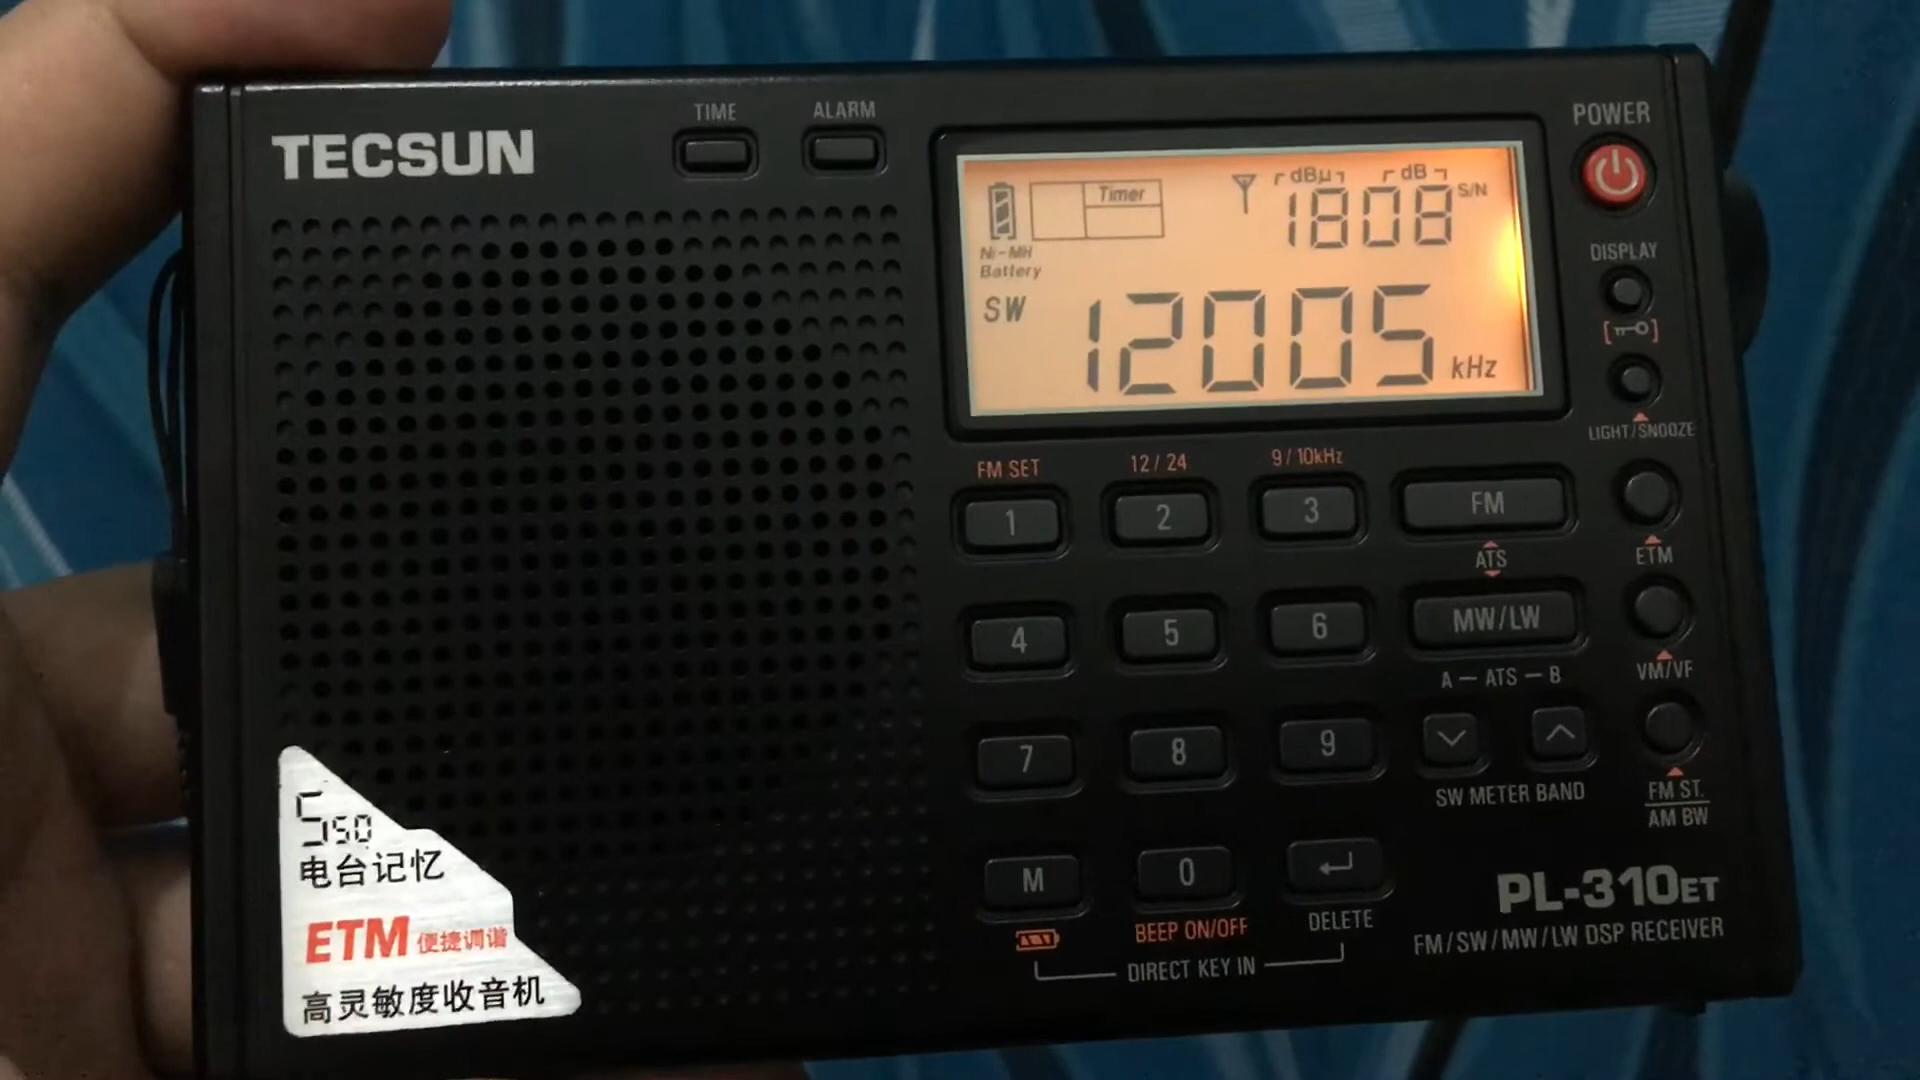 TIME
ALARM
POWER
TECSUN
Timer
dBµ
dB
1808
S/N
Ni-MH
Battery
SW
12005
kHz
DISPLAY
LIGHT/SNOOZE
FM SET
12/24
9/10kHz
1
2
3
FM
ATS
ETM
4
5
6
MW/LW
A — ATS — B
VM/VF
7
8
9
SW METER BAND
FM ST.
AM BW
M
0
BEEP ON/OFF
DELETE
DIRECT KEY IN
PL-310ET
FM/SW/MW/LW DSP RECEIVER
550
电台记忆
ETM 便捷调谐
高灵敏度收音机